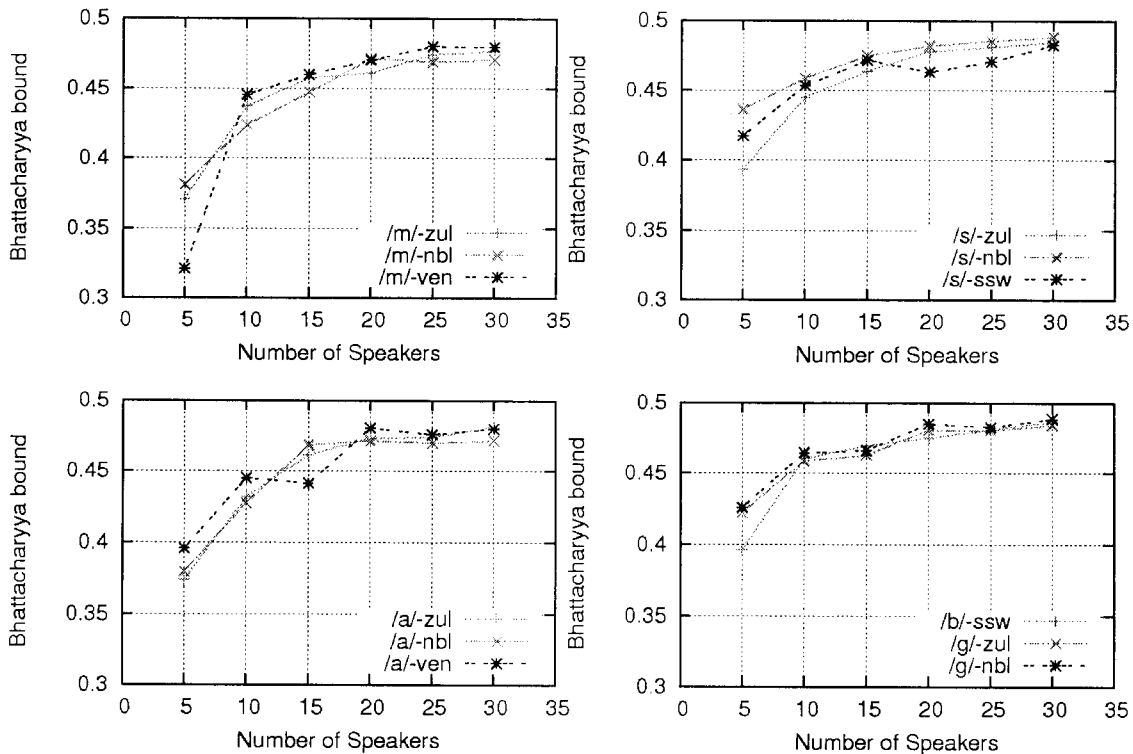 0.5
0.45
0.4
0.35
0.3
Bhattacharyya bound
/m/-zul
/m/-nbl
/m/-ven
0 5 10 15 20 25 30 35
Number of Speakers
0.5
0.45
0.4
0.35
0.3
Bhattacharyya bound
/s/-zul
/s/-nbl
/s/-ssw
0 5 10 15 20 25 30 35
Number of Speakers
0.5
0.45
0.4
0.35
0.3
Bhattacharyya bound
/a/-zul
/a/-nbl
/a/-ven
0 5 10 15 20 25 30 35
Number of Speakers
0.5
0.45
0.4
0.35
0.3
Bhattacharyya bound
/b/-ssw
/g/-zul
/g/-nbl
0 5 10 15 20 25 30 35
Number of Speakers